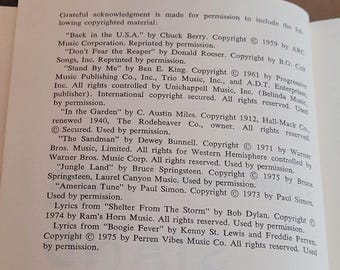 Grateful acknowledgment is made for permission to include the fol-
lowing copyrighted material:
"Back in the U.S.A." by Chuck Berry. Copyright © 1959 by ARC
Music Corporation. Reprinted by permission.
"Don't Fear the Reaper" by Donald Roeser. Copyright by R.O. Cult
Songs, Inc. Reprinted by permission.
"Stand By Me" by Ben E. King. Copyright © 1961 by Progressive
Music Publishing Co., Inc., Trio Music, Inc., and A.D.T. Enterprises,
Inc. All rights controlled by Unichappell Music, Inc. (Belinda Music,
publisher). International copyright secured. All rights reserved. Used
by permission.
"In the Garden" by C. Austin Miles. Copyright 1912, Hall-Mack Co.,
renewed 1940, The Rodeheaver Co., owner. All rights reserved.
© Secured. Used by permission.
"The Sandman" by Dewey Bunnell. Copyright © 1971 by Warner
Bros. Music, Limited. All rights for Western Hemisphere controlled by
Warner Bros. Music Corp. All rights reserved. Used by permission.
"Jungle Land" by Bruce Springsteen. Copyright © 1975 by Bruce
Springsteen, Laurel Canyon Music. Used by permission.
"American Tune" by Paul Simon. Copyright © 1973 by Paul Simon.
Used by permission.
Lyrics from "Shelter From The Storm" by Bob Dylan. Copyright ©
1974 by Ram's Horn Music. All rights reserved. Used by permission.
Lyrics from "Boogie Fever" by Kenny St. Lewis and Freddie Perren.
Copyright © 1975 by Perren Vibes Music Co. All rights reserved. Used
by permission.